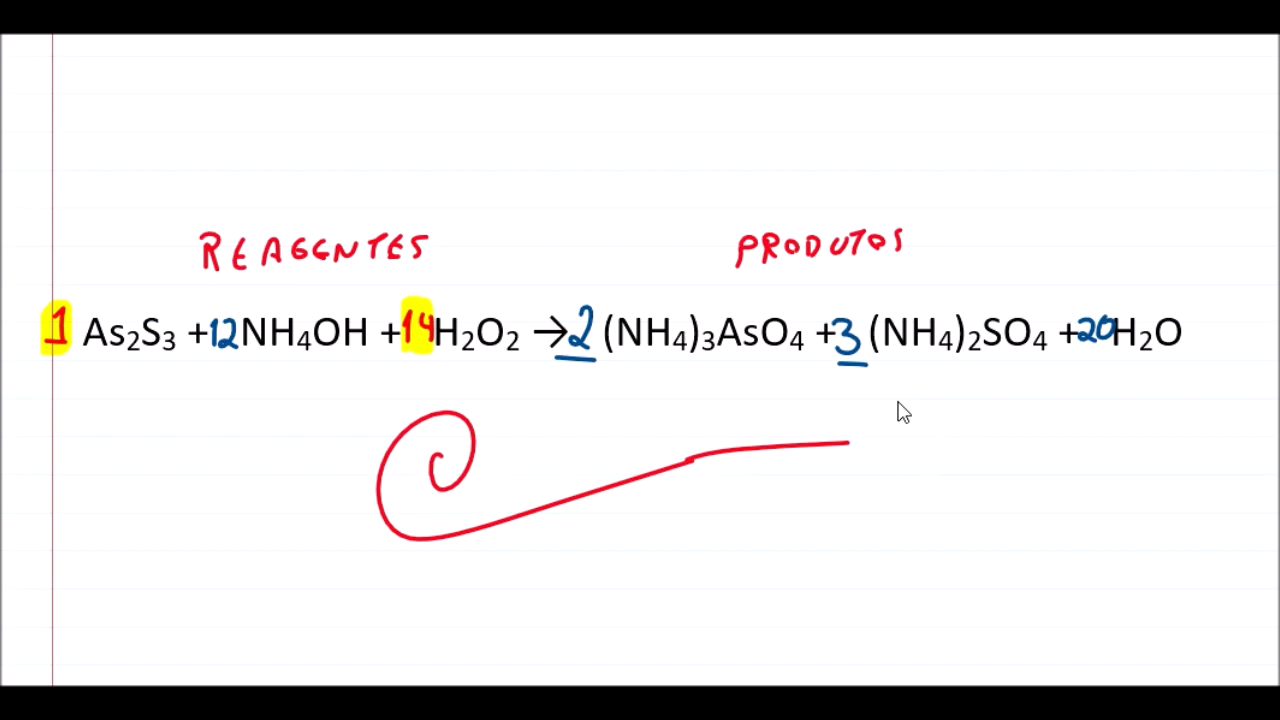 REAGENTES PRODUTOS
1 As₂S₃ +12NH₄OH +14H₂O₂ →2 (NH₄)₃AsO₄ +3 (NH₄)₂SO₄ +20H₂O